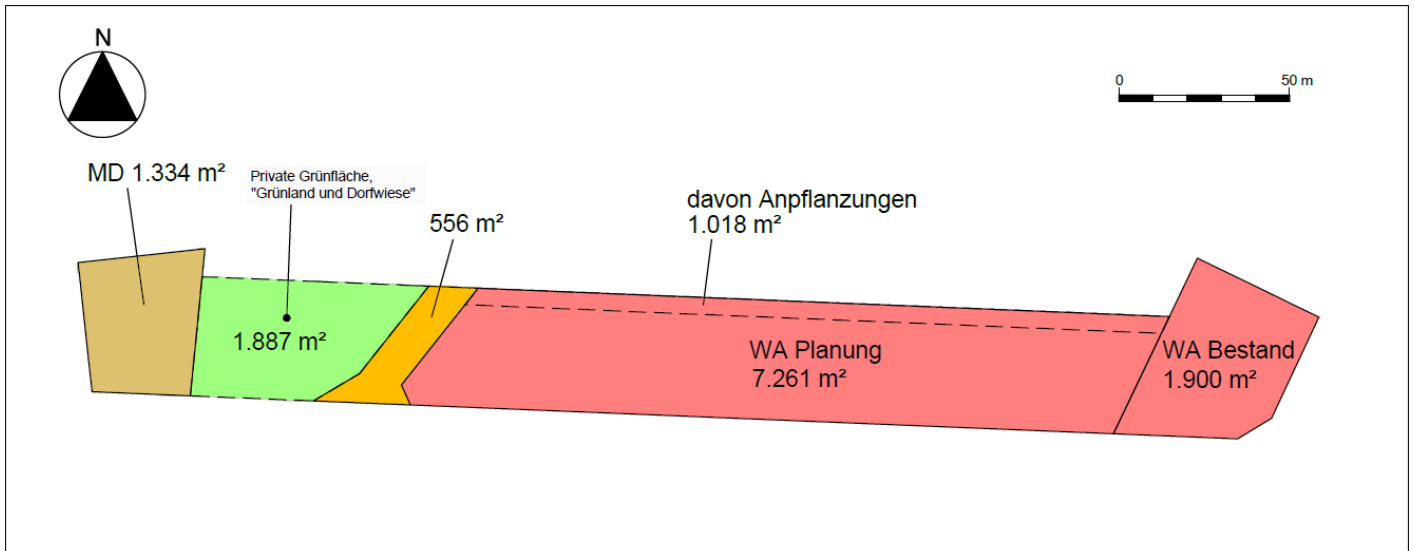 N
0 50 m
MD 1.334 m²
Private Grünfläche,
"Grünland und Dorfwiese"
556 m²
davon Anpflanzungen
1.018 m²
1.887 m²
WA Planung
7.261 m²
WA Bestand
1.900 m²